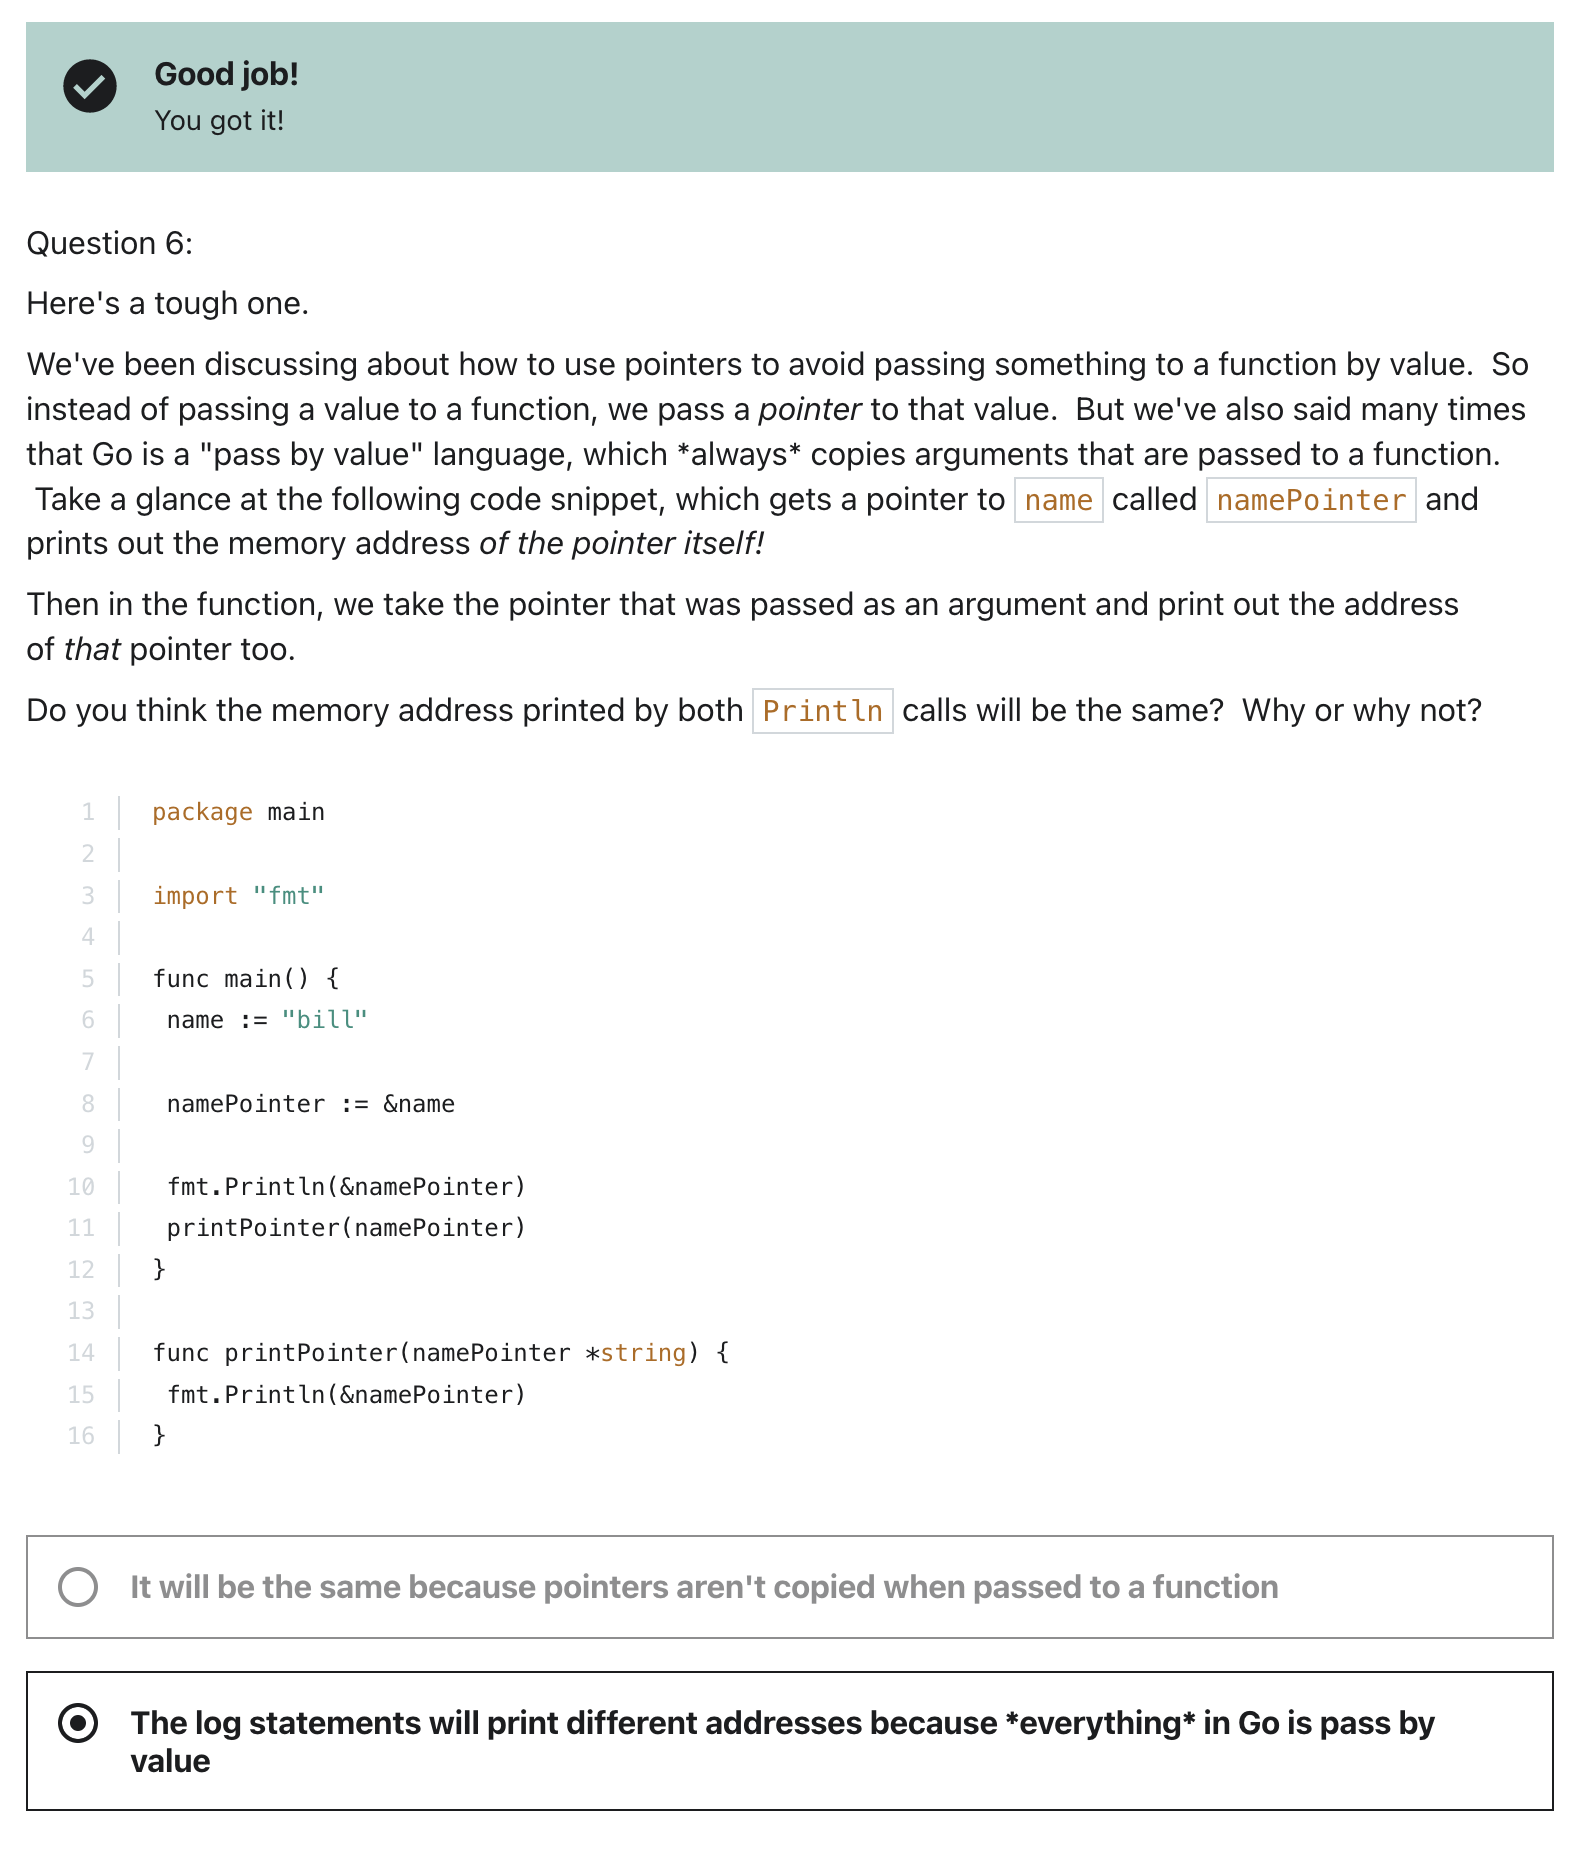 Good job!
You got it!
Question 6:
Here's a tough one.
We've been discussing about how to use pointers to avoid passing something to a function by value.  So
instead of passing a value to a function, we pass a pointer to that value.  But we've also said many times
that Go is a "pass by value" language, which *always* copies arguments that are passed to a function.
Take a glance at the following code snippet, which gets a pointer to name called namePointer and
prints out the memory address of the pointer itself!
Then in the function, we take the pointer that was passed as an argument and print out the address
of that pointer too.
Do you think the memory address printed by both Println calls will be the same?  Why or why not?
1 package main
2
3 import "fmt"
4
5 func main() {
6  name := "bill"
7
8  namePointer := &name
9
10  fmt.Println(&namePointer)
11  printPointer(namePointer)
12 }
13
14 func printPointer(namePointer *string) {
15  fmt.Println(&namePointer)
16 }
It will be the same because pointers aren't copied when passed to a function
The log statements will print different addresses because *everything* in Go is pass by
value